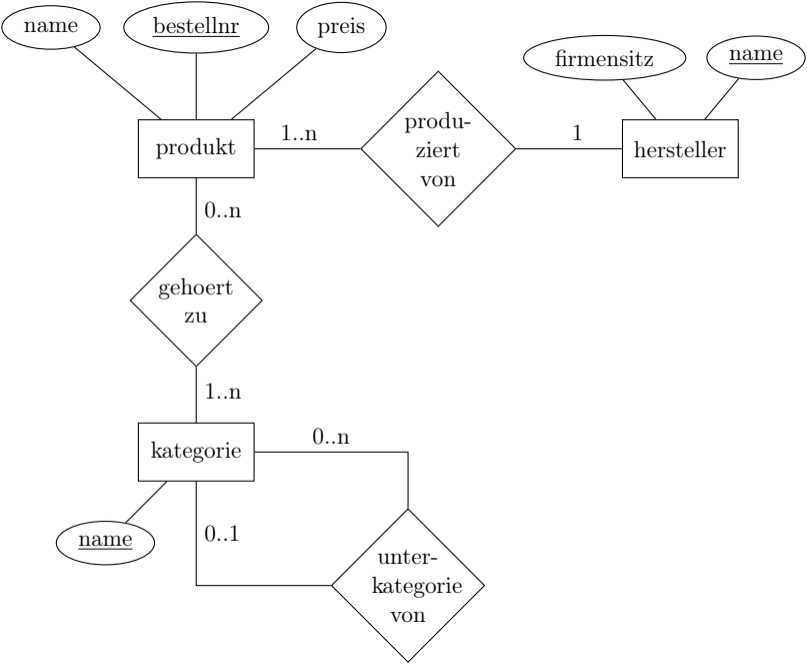 name
bestellnr
preis
firmensitz
name
produkt
1..n
produ-
ziert
von
1
hersteller
0..n
gehoert
zu
1..n
kategorie
0..n
name
0..1
unter-
kategorie
von